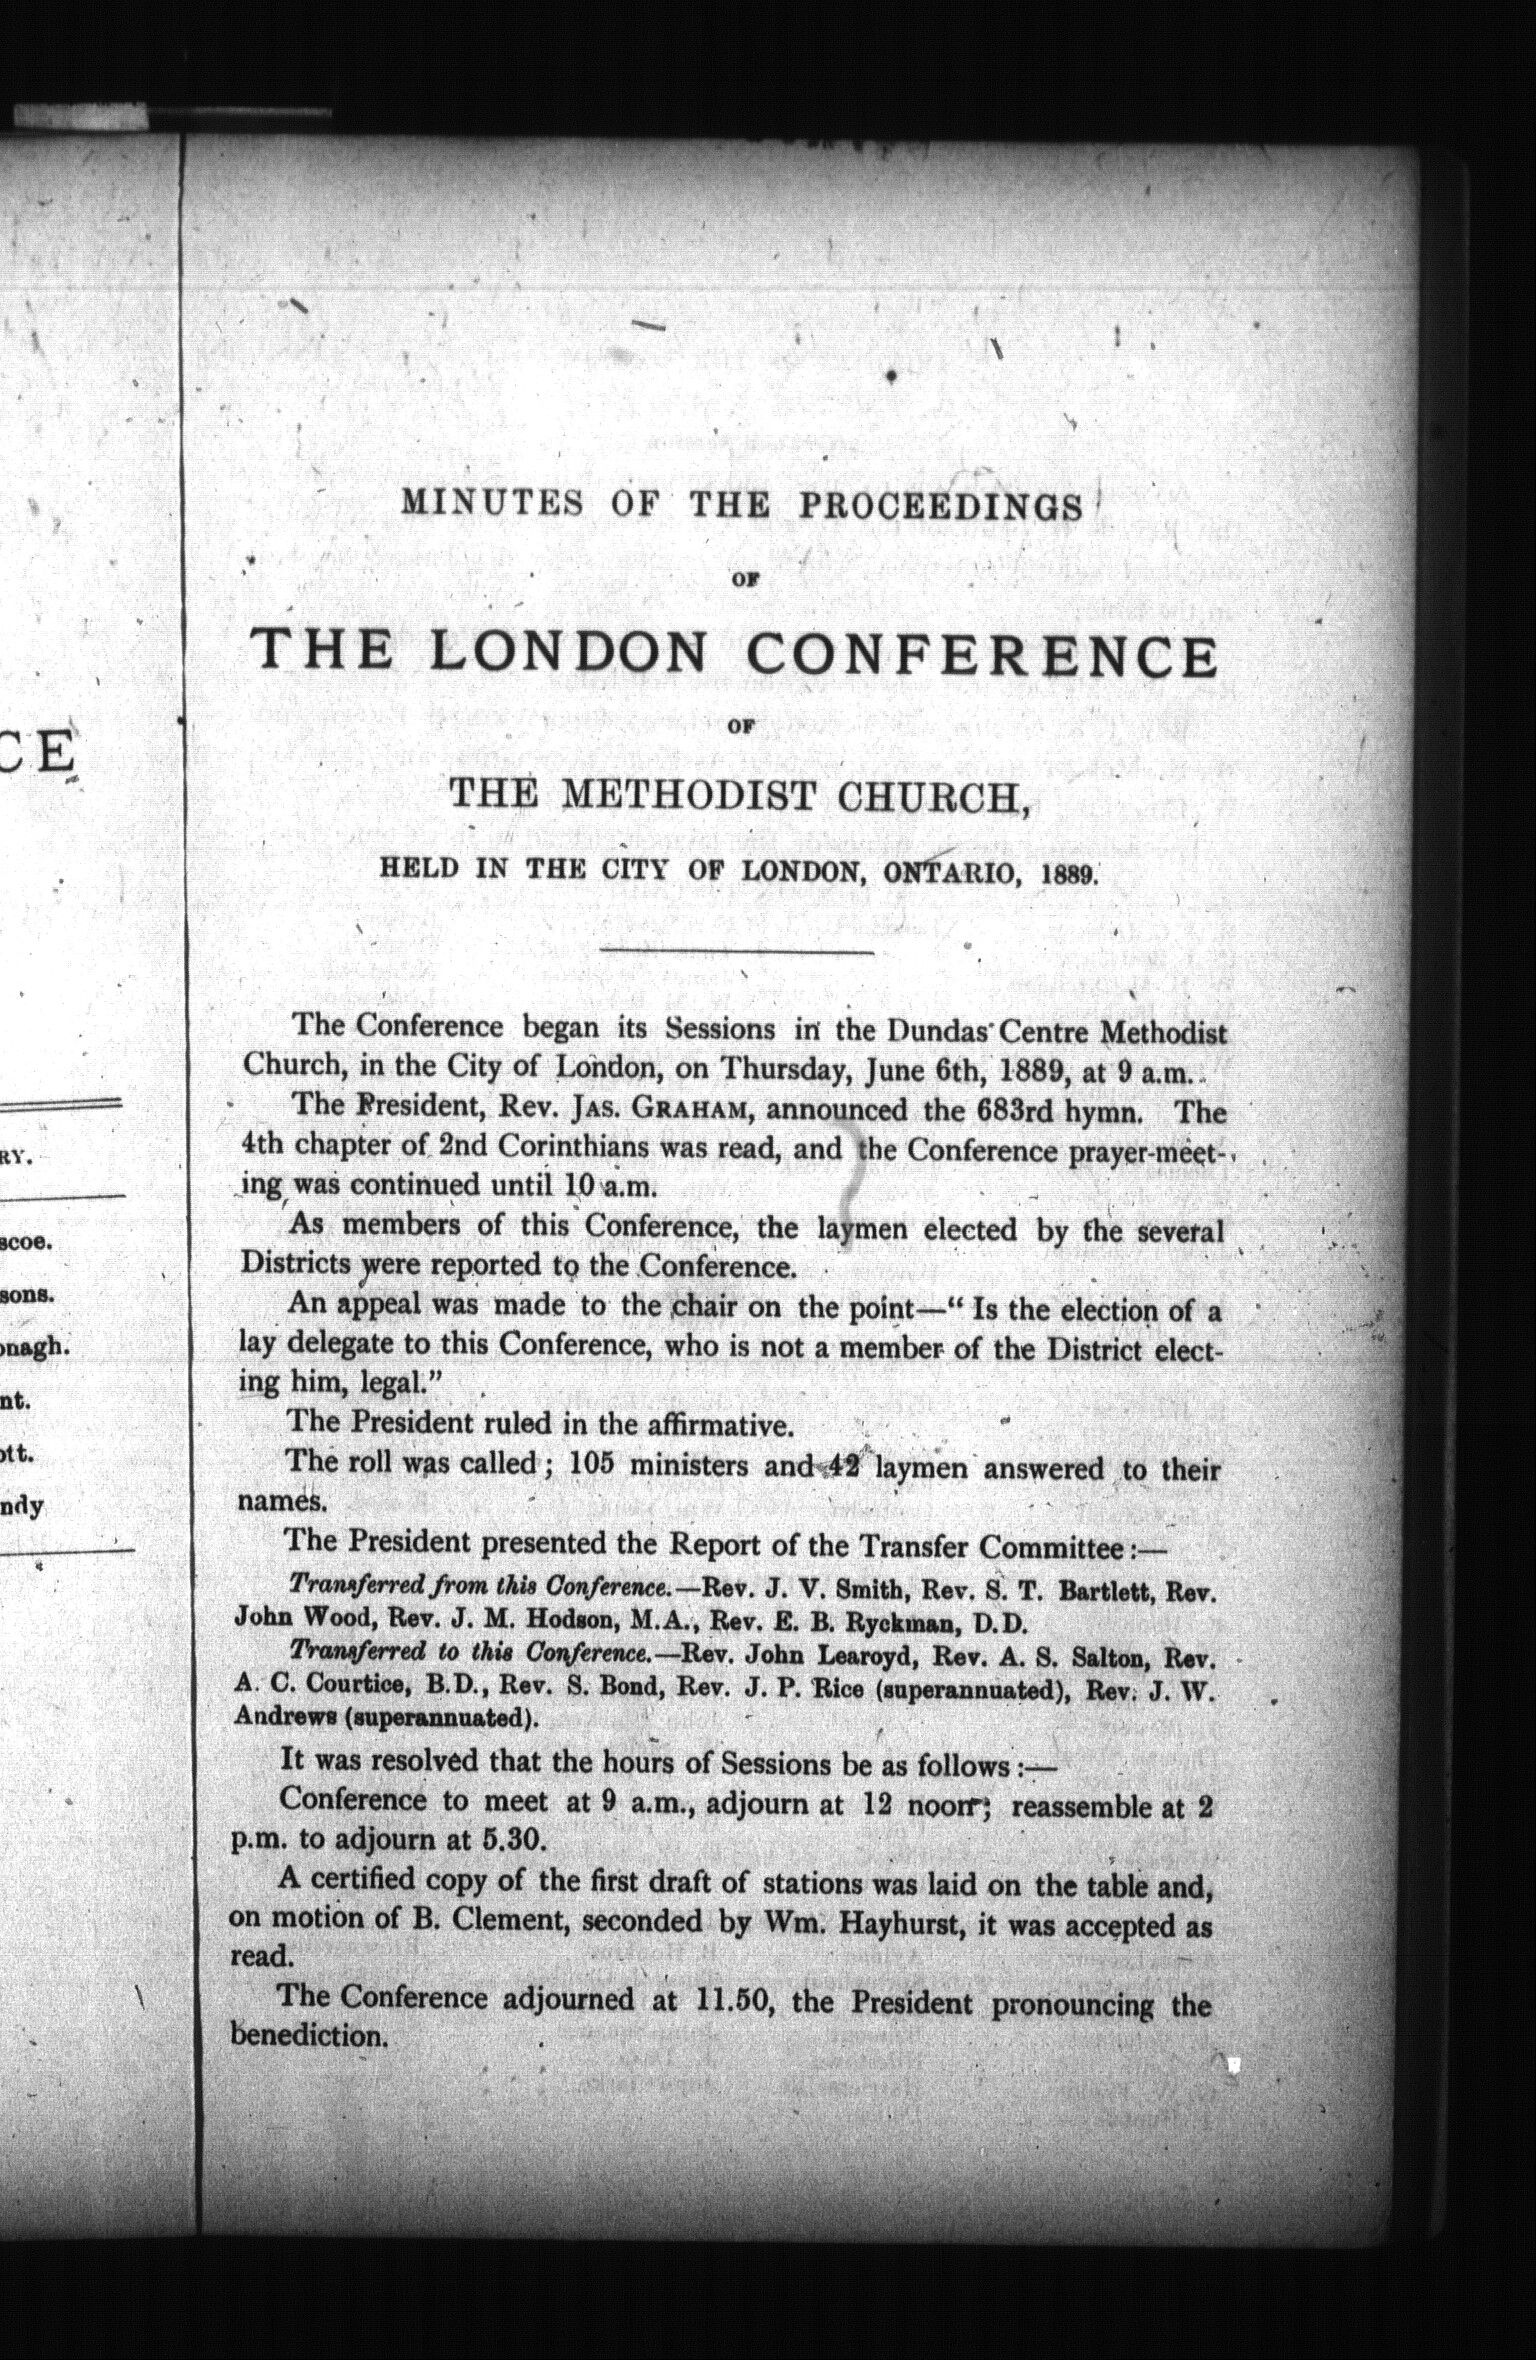 MINUTES OF THE PROCEEDINGS
OF
THE LONDON CONFERENCE
OF
THE METHODIST CHURCH,
HELD IN THE CITY OF LONDON, ONTARIO, 1889.
The Conference began its Sessions in the Dundas Centre Methodist
Church, in the City of London, on Thursday, June 6th, 1889, at 9 a.m.
The President, Rev. JAS. GRAHAM, announced the 683rd hymn. The
4th chapter of 2nd Corinthians was read, and the Conference prayer-meet-
ing was continued until 10 a.m.
As members of this Conference, the laymen elected by the several
Districts were reported to the Conference.
An appeal was made to the chair on the point—“ Is the election of a
lay delegate to this Conference, who is not a member of the District elect-
ing him, legal.”
The President ruled in the affirmative.
The roll was called ; 105 ministers and 42 laymen answered to their
names.
The President presented the Report of the Transfer Committee :—
Transferred from this Conference.—Rev. J. V. Smith, Rev. S. T. Bartlett, Rev.
John Wood, Rev. J. M. Hodson, M.A., Rev. E. B. Ryckman, D.D.
Transferred to this Conference.—Rev. John Learoyd, Rev. A. S. Salton, Rev.
A. C. Courtice, B.D., Rev. S. Bond, Rev. J. P. Rice (superannuated), Rev. J. W.
Andrews (superannuated).
It was resolved that the hours of Sessions be as follows :—
Conference to meet at 9 a.m., adjourn at 12 noon ; reassemble at 2
p.m. to adjourn at 5.30.
A certified copy of the first draft of stations was laid on the table and,
on motion of B. Clement, seconded by Wm. Hayhurst, it was accepted as
read.
The Conference adjourned at 11.50, the President pronouncing the
benediction.
CE
RY.
scoe.
sons.
onagh.
nt.
ott.
ndy